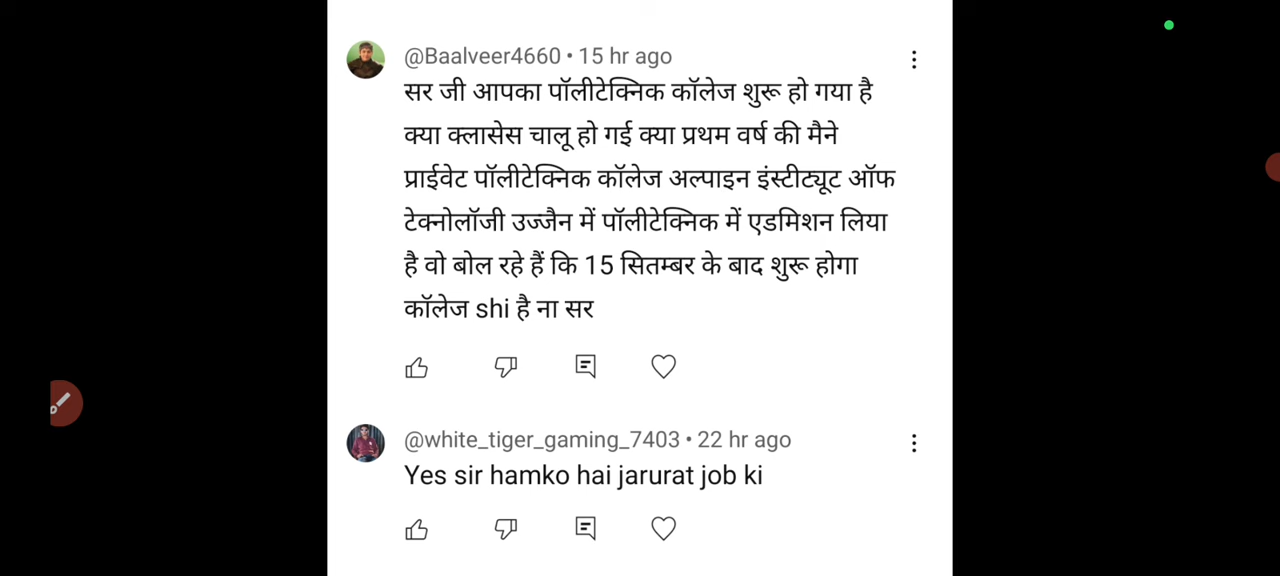 @Baalveer4660 • 15 hr ago
सर जी आपका पॉलीटेक्निक कॉलेज शुरू हो गया है
क्या क्लासेस चालू हो गई क्या प्रथम वर्ष की मैने
प्राईवेट पॉलीटेक्निक कॉलेज अल्पाइन इंस्टीट्यूट ऑफ
टेक्नोलॉजी उज्जैन में पॉलीटेक्निक में एडमिशन लिया
है वो बोल रहे हैं कि 15 सितम्बर के बाद शुरू होगा
कॉलेज shi है ना सर
@white_tiger_gaming_7403 • 22 hr ago
Yes sir hamko hai jarurat job ki